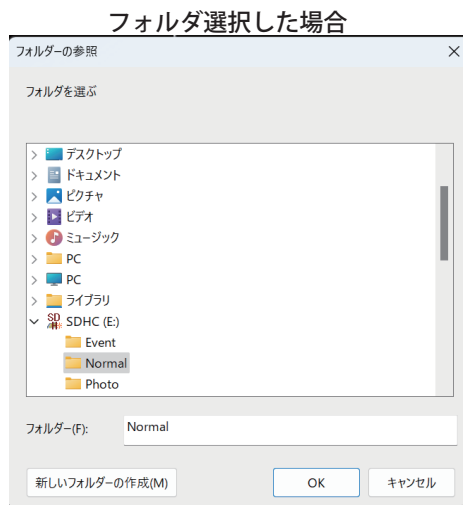 フォルダ選択した場合
フォルダーの参照
フォルダを選ぶ
デスクトップ
ドキュメント
ピクチャ
ビデオ
ミュージック
PC
PC
ライブラリ
SD
SDHC (E:)
Event
Normal
Photo
フォルダー(F):
Normal
新しいフォルダーの作成(M)
OK
キャンセル